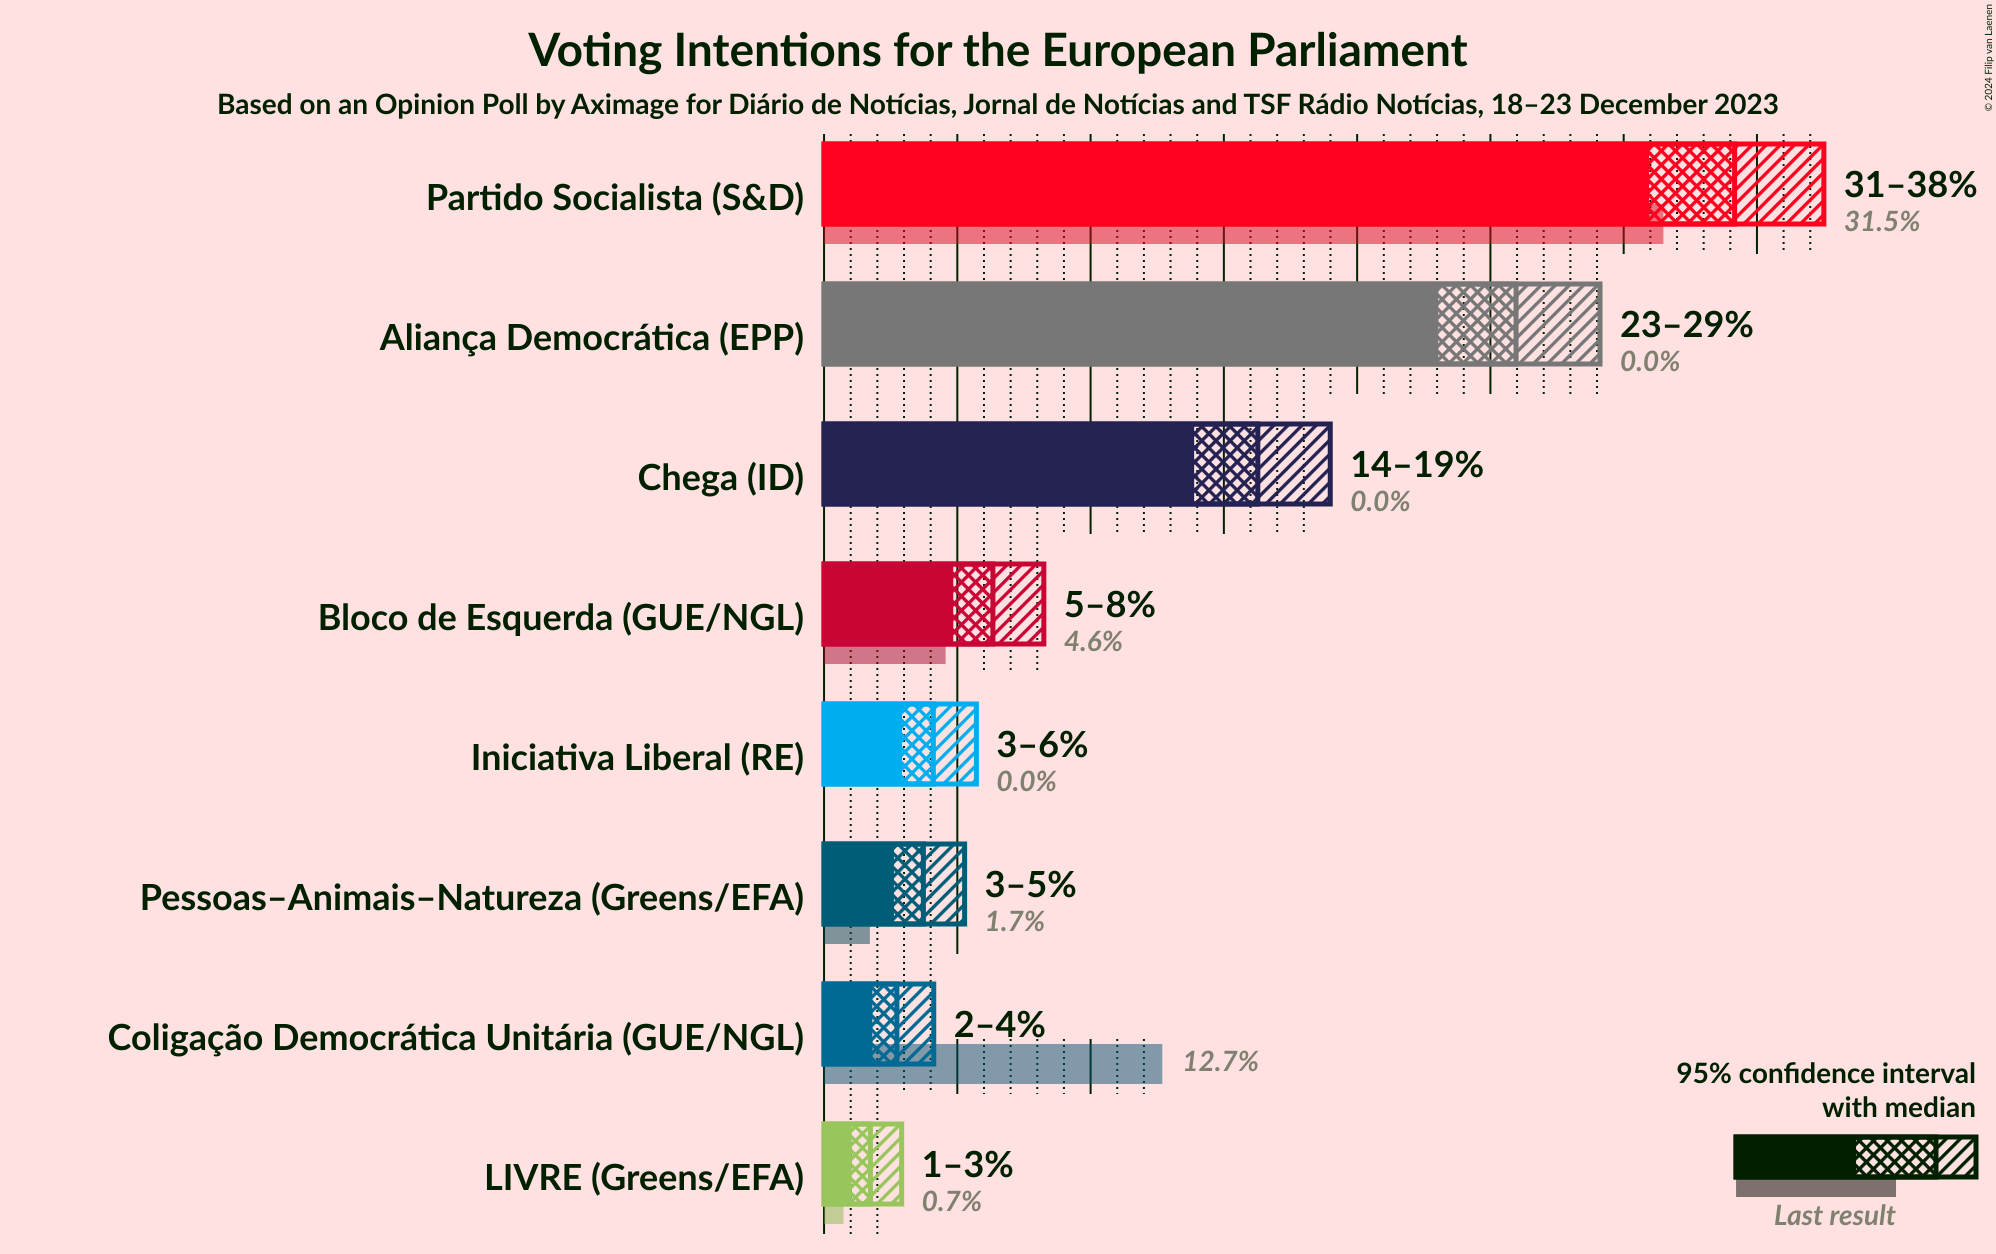 Voting Intentions for the European Parliament
Based on an Opinion Poll by Aximage for Diário de Notícias, Jornal de Notícias and TSF Rádio Notícias, 18–23 December 2023
© 2024 Filip van Laenen
Partido Socialista (S&D)
31–38%
31.5%
Aliança Democrática (EPP)
23–29%
0.0%
Chega (ID)
14–19%
0.0%
Bloco de Esquerda (GUE/NGL)
5–8%
4.6%
Iniciativa Liberal (RE)
3–6%
0.0%
Pessoas–Animais–Natureza (Greens/EFA)
3–5%
1.7%
Coligação Democrática Unitária (GUE/NGL)
2–4%
12.7%
LIVRE (Greens/EFA)
1–3%
0.7%
95% confidence interval
with median
Last result